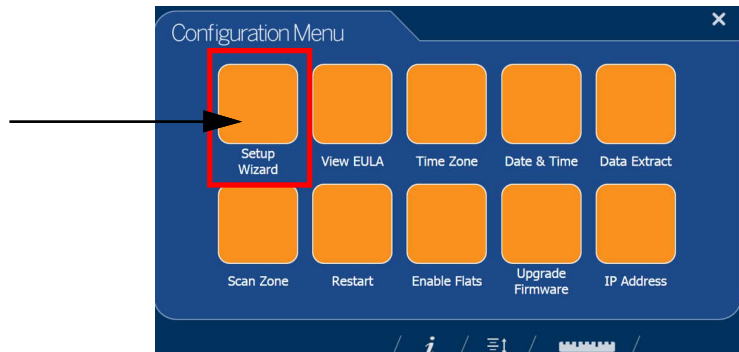 Configuration Menu
Setup
Wizard
View EULA
Time Zone
Date & Time
Data Extract
Scan Zone
Restart
Enable Flats
Upgrade
Firmware
IP Address